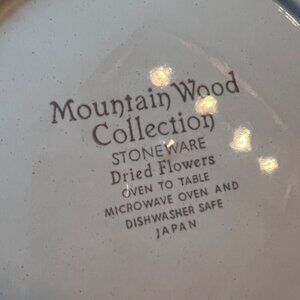 Mountain Wood
Collection
STONEWARE
Dried Flowers
OVEN TO TABLE
MICROWAVE OVEN AND
DISHWASHER SAFE
JAPAN